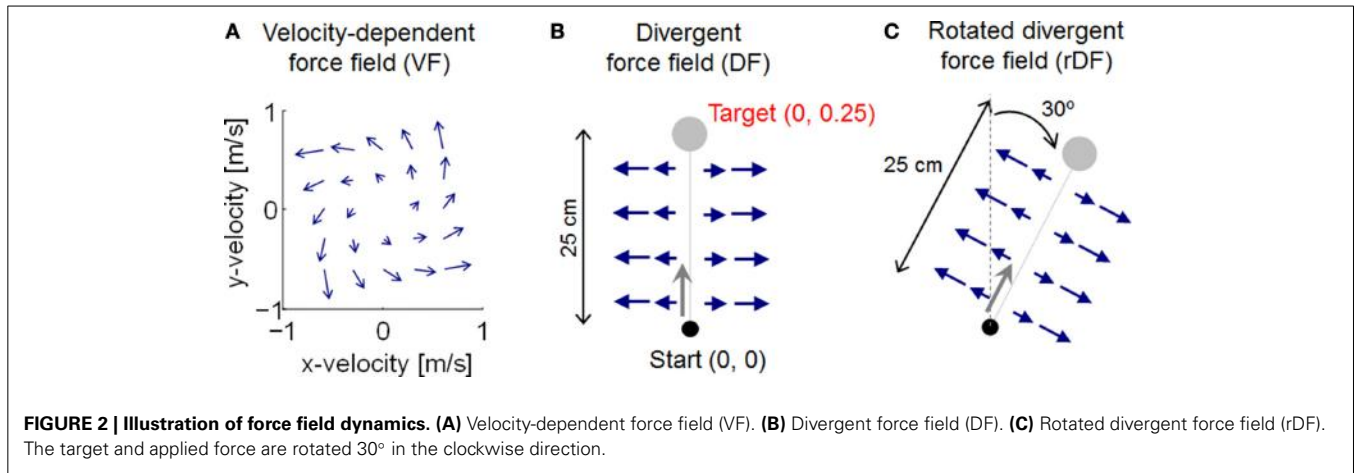 A Velocity-dependent
force field (VF)
1
0
−1
y-velocity [m/s]
−1 0 1
x-velocity [m/s]
B Divergent
force field (DF)
Target (0, 0.25)
25 cm
Start (0, 0)
C Rotated divergent
force field (rDF)
30º
25 cm
FIGURE 2 | Illustration of force field dynamics. (A) Velocity-dependent force field (VF). (B) Divergent force field (DF). (C) Rotated divergent force field (rDF).
The target and applied force are rotated 30° in the clockwise direction.